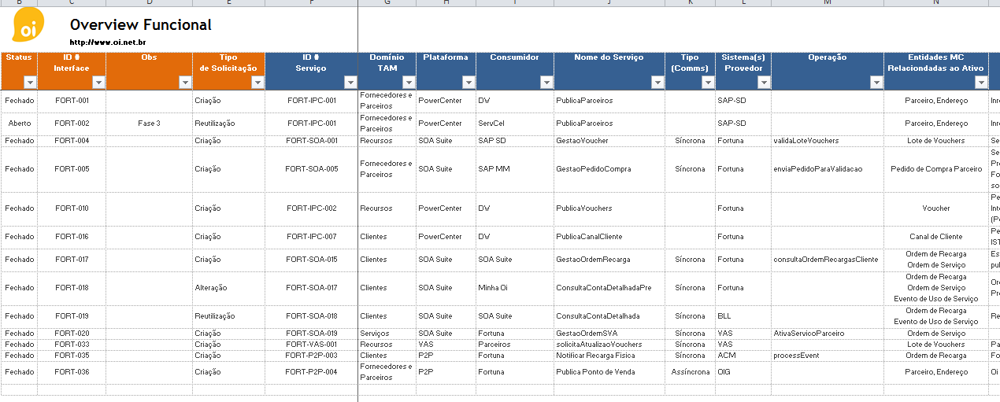 B C D E F G H I J K L M N
oi
Overview Funcional
http://www.oi.net.br
Status ID # Interface Obs Tipo de Solicitação ID # Serviço Domínio TAM Plataforma Consumidor Nome do Serviço Tipo (Comms) Sistema(s) Provedor Operação Entidades MC Relaciondadas ao Ativo
Fechado FORT-001 Criação FORT-IPC-001 Fornecedores e Parceiros PowerCenter DW PublicaParceiros SAP-SD Parceiro, Endereço
Aberto FORT-002 Fase 3 Reutilização FORT-IPC-001 Fornecedores e Parceiros PowerCenter ServCel PublicaParceiros SAP-SD Parceiro, Endereço
Fechado FORT-004 Criação FORT-SOA-001 Recursos SOA Suite SAP SD GestaoVoucher Síncrona Fortuna validaLoteVouchers Lote de Vouchers Se
Fechado FORT-005 Criação FORT-SOA-005 Fornecedores e Parceiros SOA Suite SAP MM GestaoPedidoCompra Síncrona Fortuna enviaPedidoParaValidacao Pedido de Compra Parceiro Se Pro Fo so
Fechado FORT-010 Criação FORT-IPC-002 Recursos PowerCenter DW PublicaVouchers Fortuna Voucher Pe Inte (Po
Fechado FORT-016 Criação FORT-IPC-007 Clientes PowerCenter DW PublicaCanalCliente Fortuna Canal de Cliente Pe IST
Fechado FORT-017 Criação FORT-SOA-015 Clientes SOA Suite SOA Suite GestaoOrdemRecarga Síncrona Fortuna consultaOrdemRecargasCliente Ordem de Recarga Ordem de Serviço Es pul
Fechado FORT-018 Alteração FORT-SOA-017 Clientes SOA Suite Minha Oi ConsultaContaDetalhadaPre Síncrona Fortuna Ordem de Recarga Ordem de Serviço Evento de Uso de Serviço
Fechado FORT-019 Reutilização FORT-SOA-018 Clientes SOA Suite SOA Suite ConsultaContaDetalhada Síncrona BLL Ordem de Recarga Evento de Uso de Serviço Re
Fechado FORT-020 Criação FORT-SOA-019 Serviços SOA Suite Fortuna GestaoOrdemSVA Síncrona VAS AtivaServicoParceiro Ordem de Serviço
Fechado FORT-033 Criação FORT-VAS-001 Recursos VAS Parceiros solicitaAtualizaoVouchers Síncrona VAS Lote de Vouchers Pa
Fechado FORT-035 Criação FORT-P2P-003 Clientes P2P Fortuna Notificar Recarga Fisica Síncrona ACM processEvent Ordem de Recarga Fo
Fechado FORT-036 Criação FORT-P2P-004 Fornecedores e Parceiros P2P Fortuna Publica Ponto de Venda Assíncrona OIG Parceiro, Endereço Oi